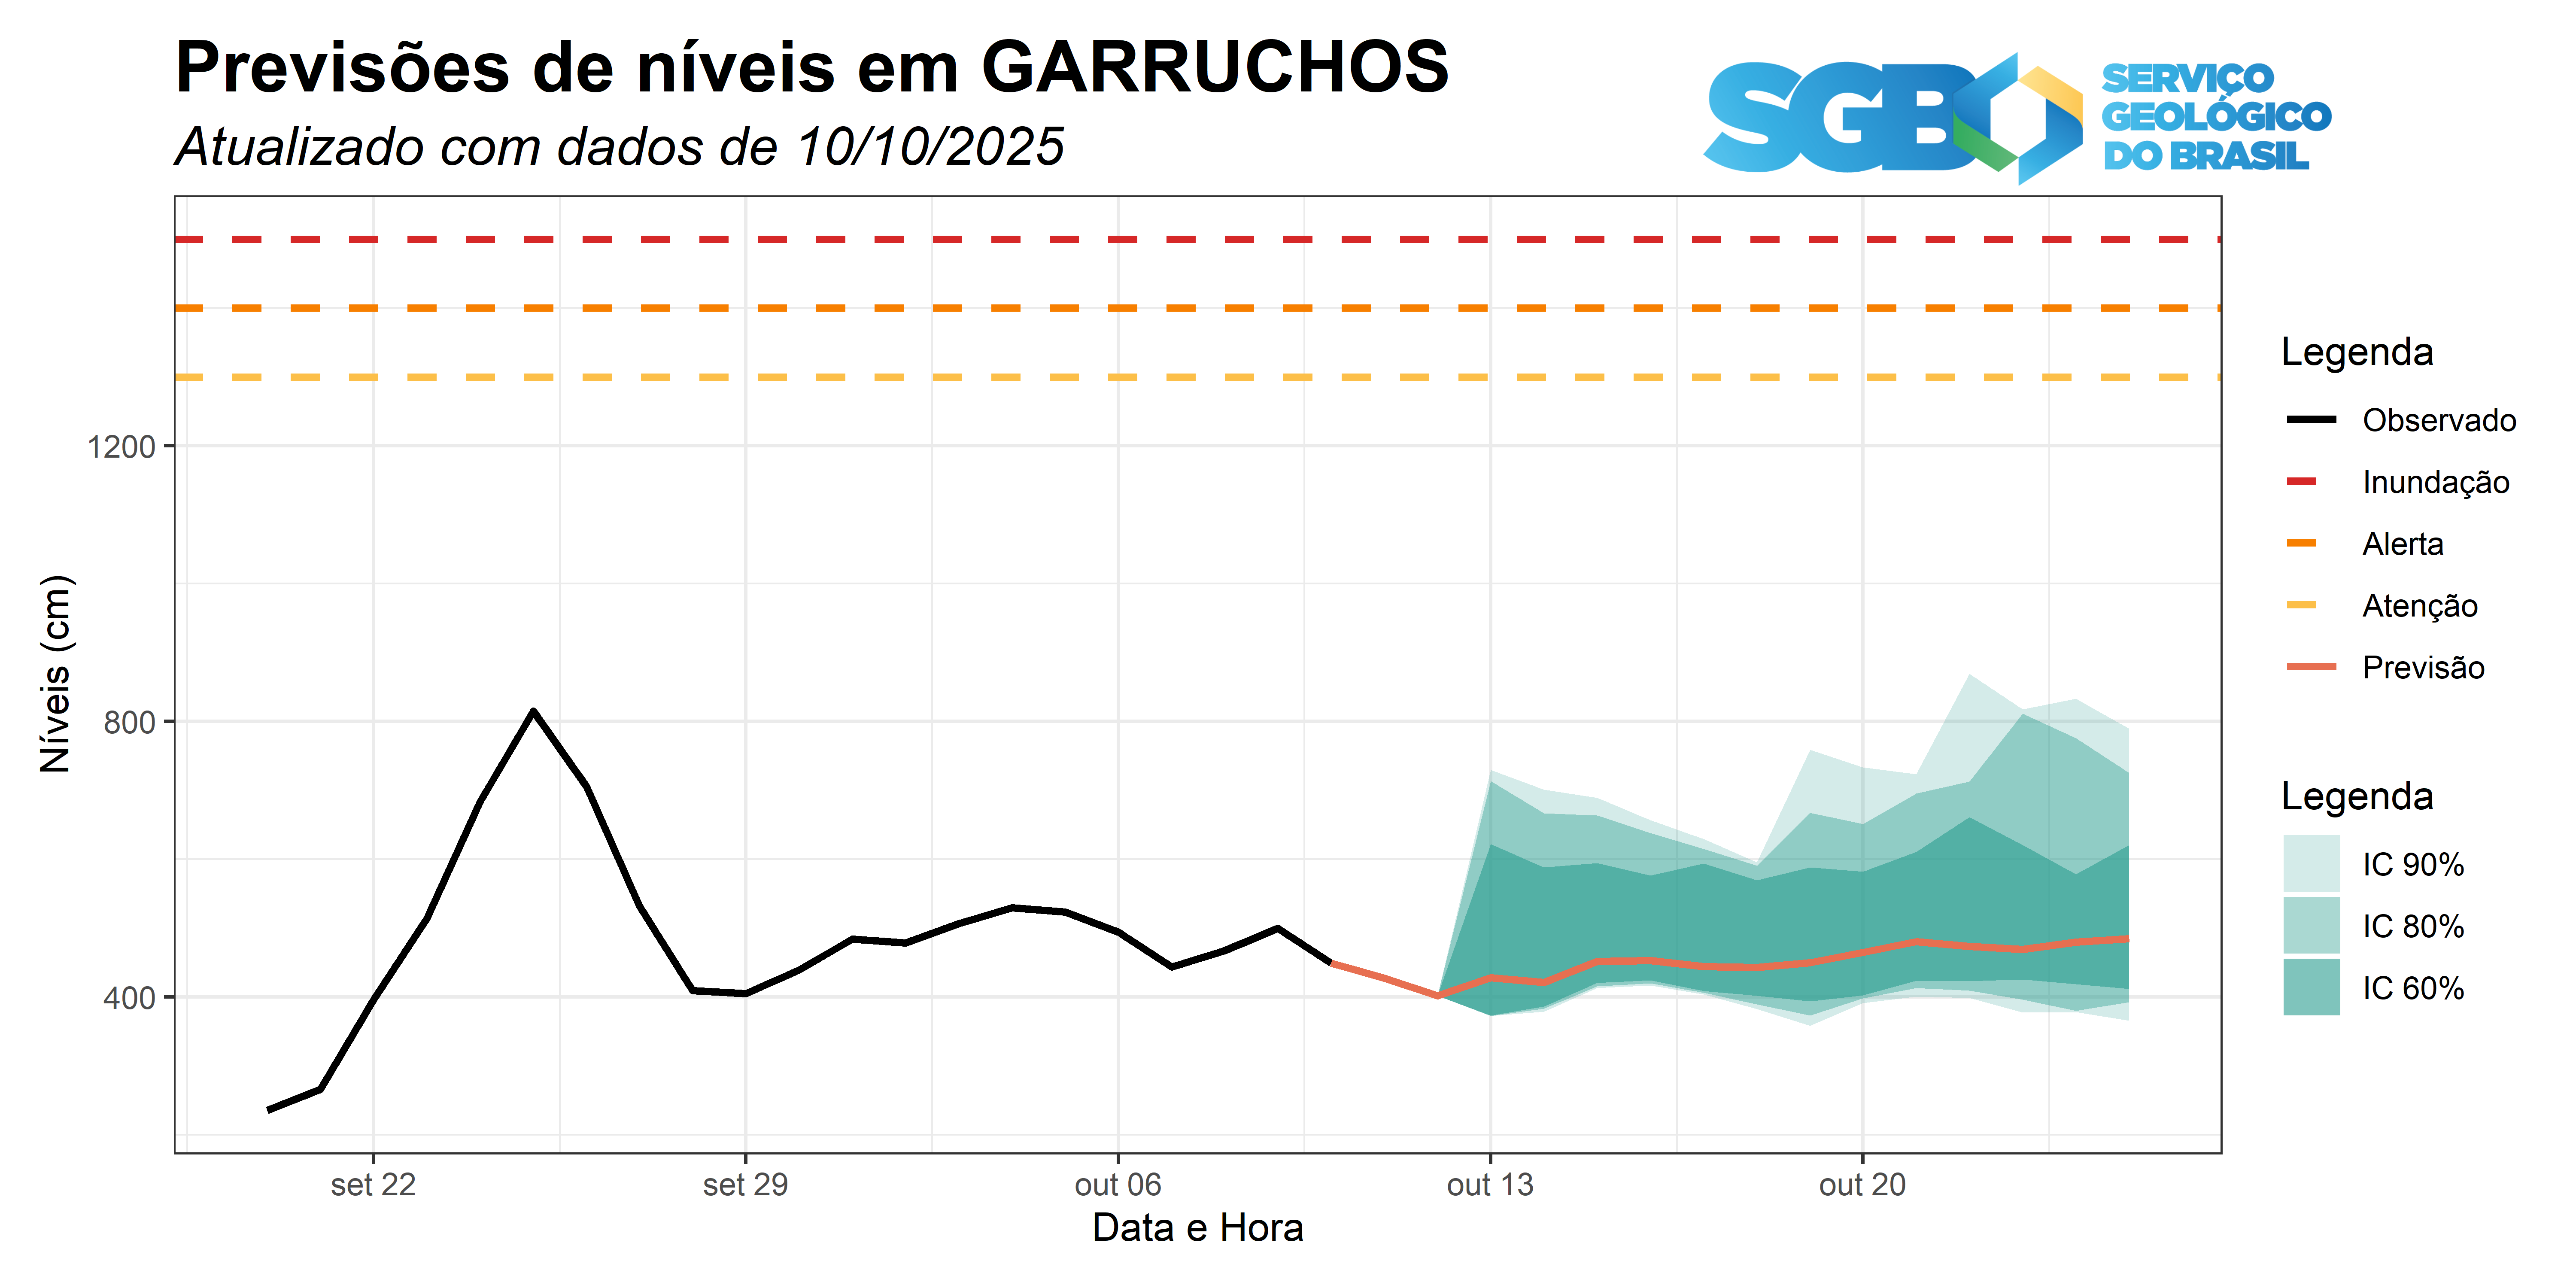 Previsões de níveis em GARRUCHOS
Atualizado com dados de 10/10/2025
SGB
SERVIÇO
GEOLÓGICO
DO BRASIL
Níveis (cm)
1200
800
400
set 22
set 29
out 06
out 13
out 20
Data e Hora
Legenda
Observado
Inundação
Alerta
Atenção
Previsão
Legenda
IC 90%
IC 80%
IC 60%